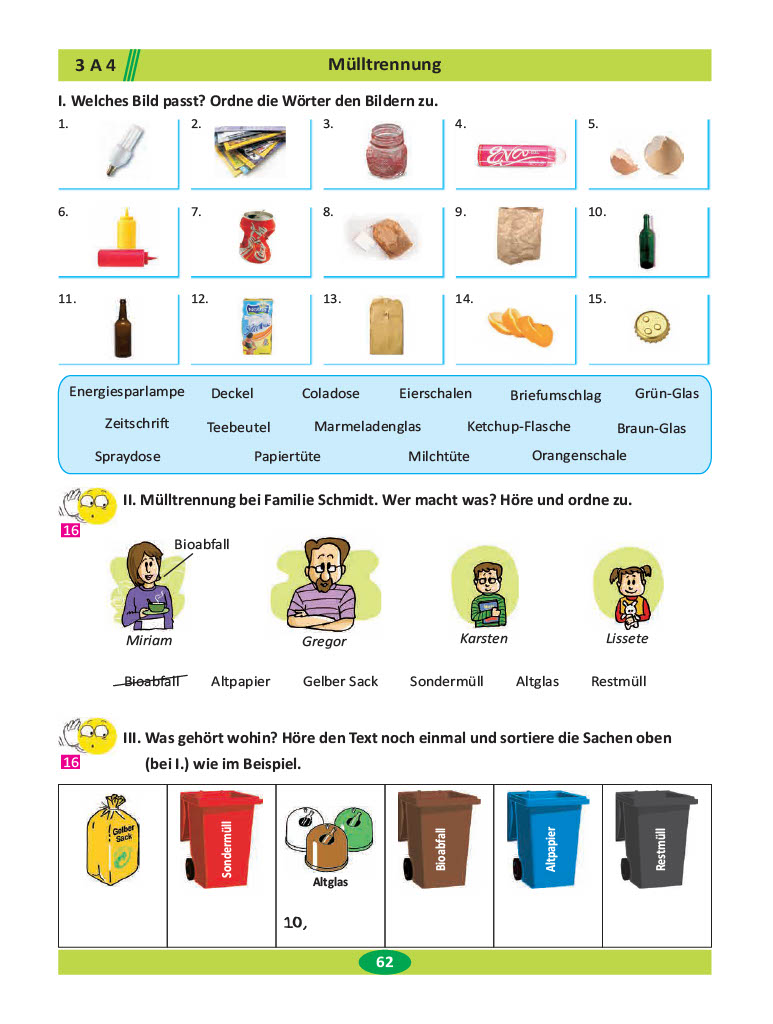 3 A 4
Mülltrennung
I. Welches Bild passt? Ordne die Wörter den Bildern zu.
1. 2. 3. 4. 5.
Eva
6. 7. 8. 9. 10.
11. 12. 13. 14. 15.
Energiesparlampe Deckel Coladose Eierschalen Briefumschlag Grün-Glas
Zeitschrift Teebeutel Marmeladenglas Ketchup-Flasche Braun-Glas
Spraydose Papiertüte Milchtüte Orangenschale
II. Mülltrennung bei Familie Schmidt. Wer macht was? Höre und ordne zu.
16
Bioabfall
Miriam Gregor Karsten Lissete
Bioabfall Altpapier Gelber Sack Sondermüll Altglas Restmüll
III. Was gehört wohin? Höre den Text noch einmal und sortiere die Sachen oben
16
(bei I.) wie im Beispiel.
Gelber
Sack
Sondermüll
Altglas
Bioabfall
Altpapier
Restmüll
10,
62